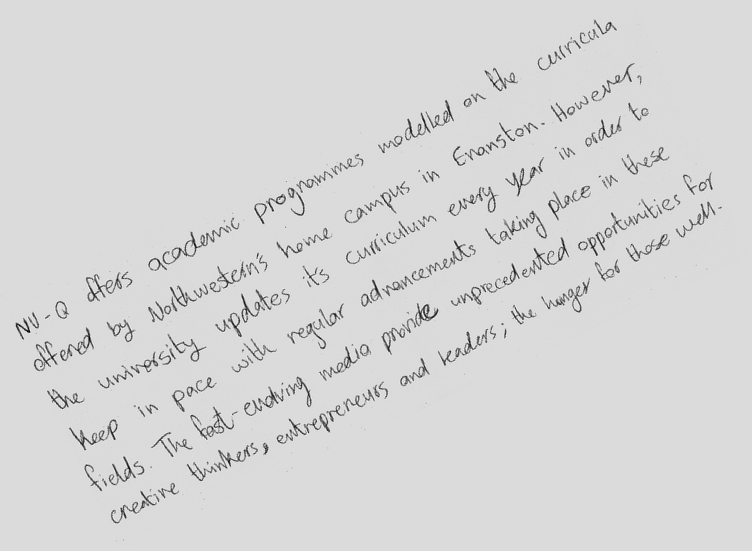 NU-Q offers academic programmes modelled on the curricula
offered by Northwestern's home campus in Evanston. However,
the university updates its curriculum every year in order to
keep in pace with regular advancements taking place in these
fields. The fast-evolving media provide unprecedented opportunities for
creative thinkers, entrepreneurs and leaders; the hunger for those well.